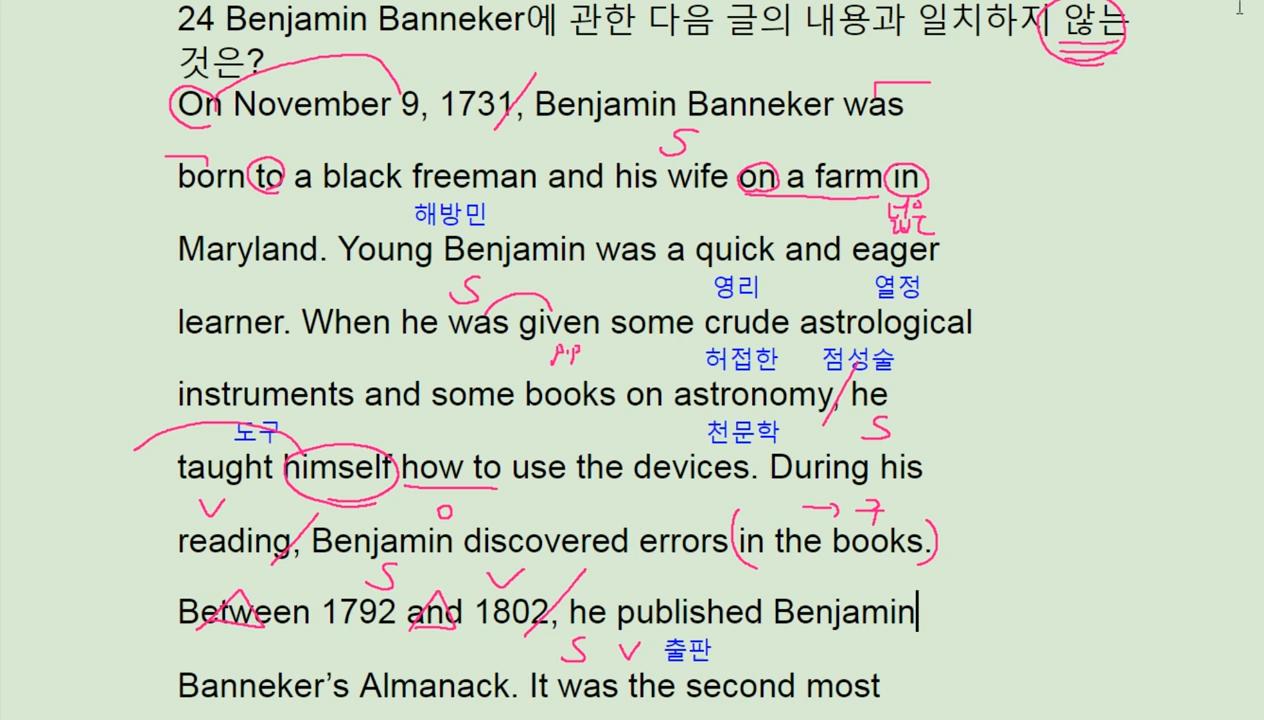 24 Benjamin Banneker에 관한 다음 글의 내용과 일치하지 않는
것은?
On November 9, 1731, Benjamin Banneker was
S
born to a black freeman and his wife on a farm in
해방민 넓은
Maryland. Young Benjamin was a quick and eager
S 영리 열정
learner. When he was given some crude astrological
p.p 허접한 점성술
instruments and some books on astronomy, he
도구 천문학 S
taught himself how to use the devices. During his
V O → 구
reading, Benjamin discovered errors (in the books.)
S V
Between 1792 and 1802, he published Benjamin
S V 출판
Banneker’s Almanack. It was the second most